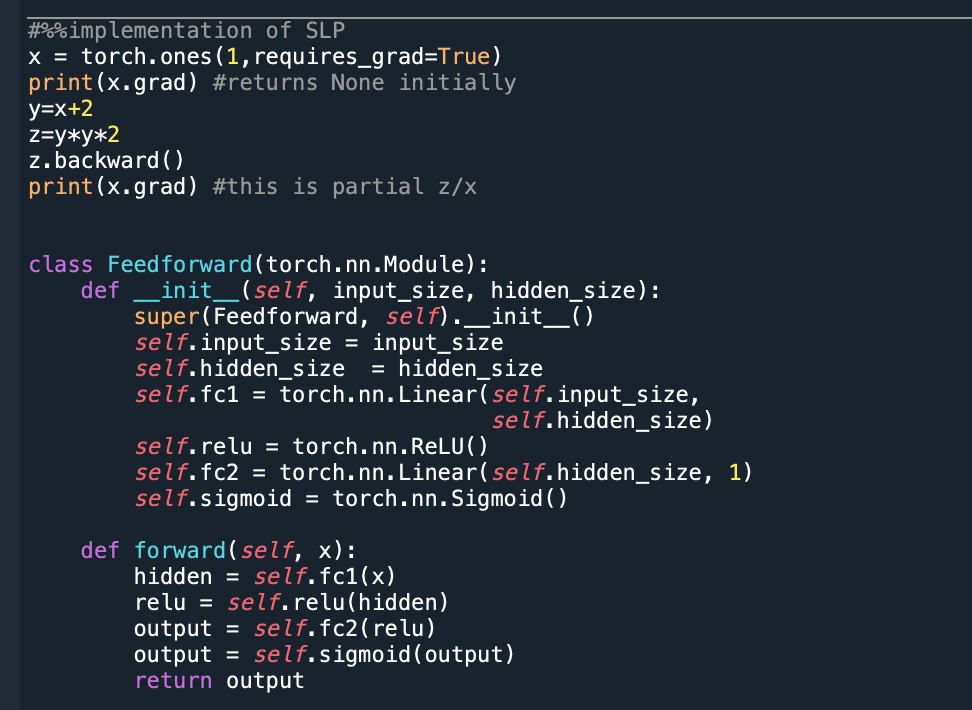 #%%implementation of SLP
x = torch.ones(1,requires_grad=True)
print(x.grad) #returns None initially
y=x+2
z=y*y*2
z.backward()
print(x.grad) #this is partial z/x


class Feedforward(torch.nn.Module):
    def __init__(self, input_size, hidden_size):
        super(Feedforward, self).__init__()
        self.input_size = input_size
        self.hidden_size  = hidden_size
        self.fc1 = torch.nn.Linear(self.input_size,
                                   self.hidden_size)
        self.relu = torch.nn.ReLU()
        self.fc2 = torch.nn.Linear(self.hidden_size, 1)
        self.sigmoid = torch.nn.Sigmoid()

    def forward(self, x):
        hidden = self.fc1(x)
        relu = self.relu(hidden)
        output = self.fc2(relu)
        output = self.sigmoid(output)
        return output